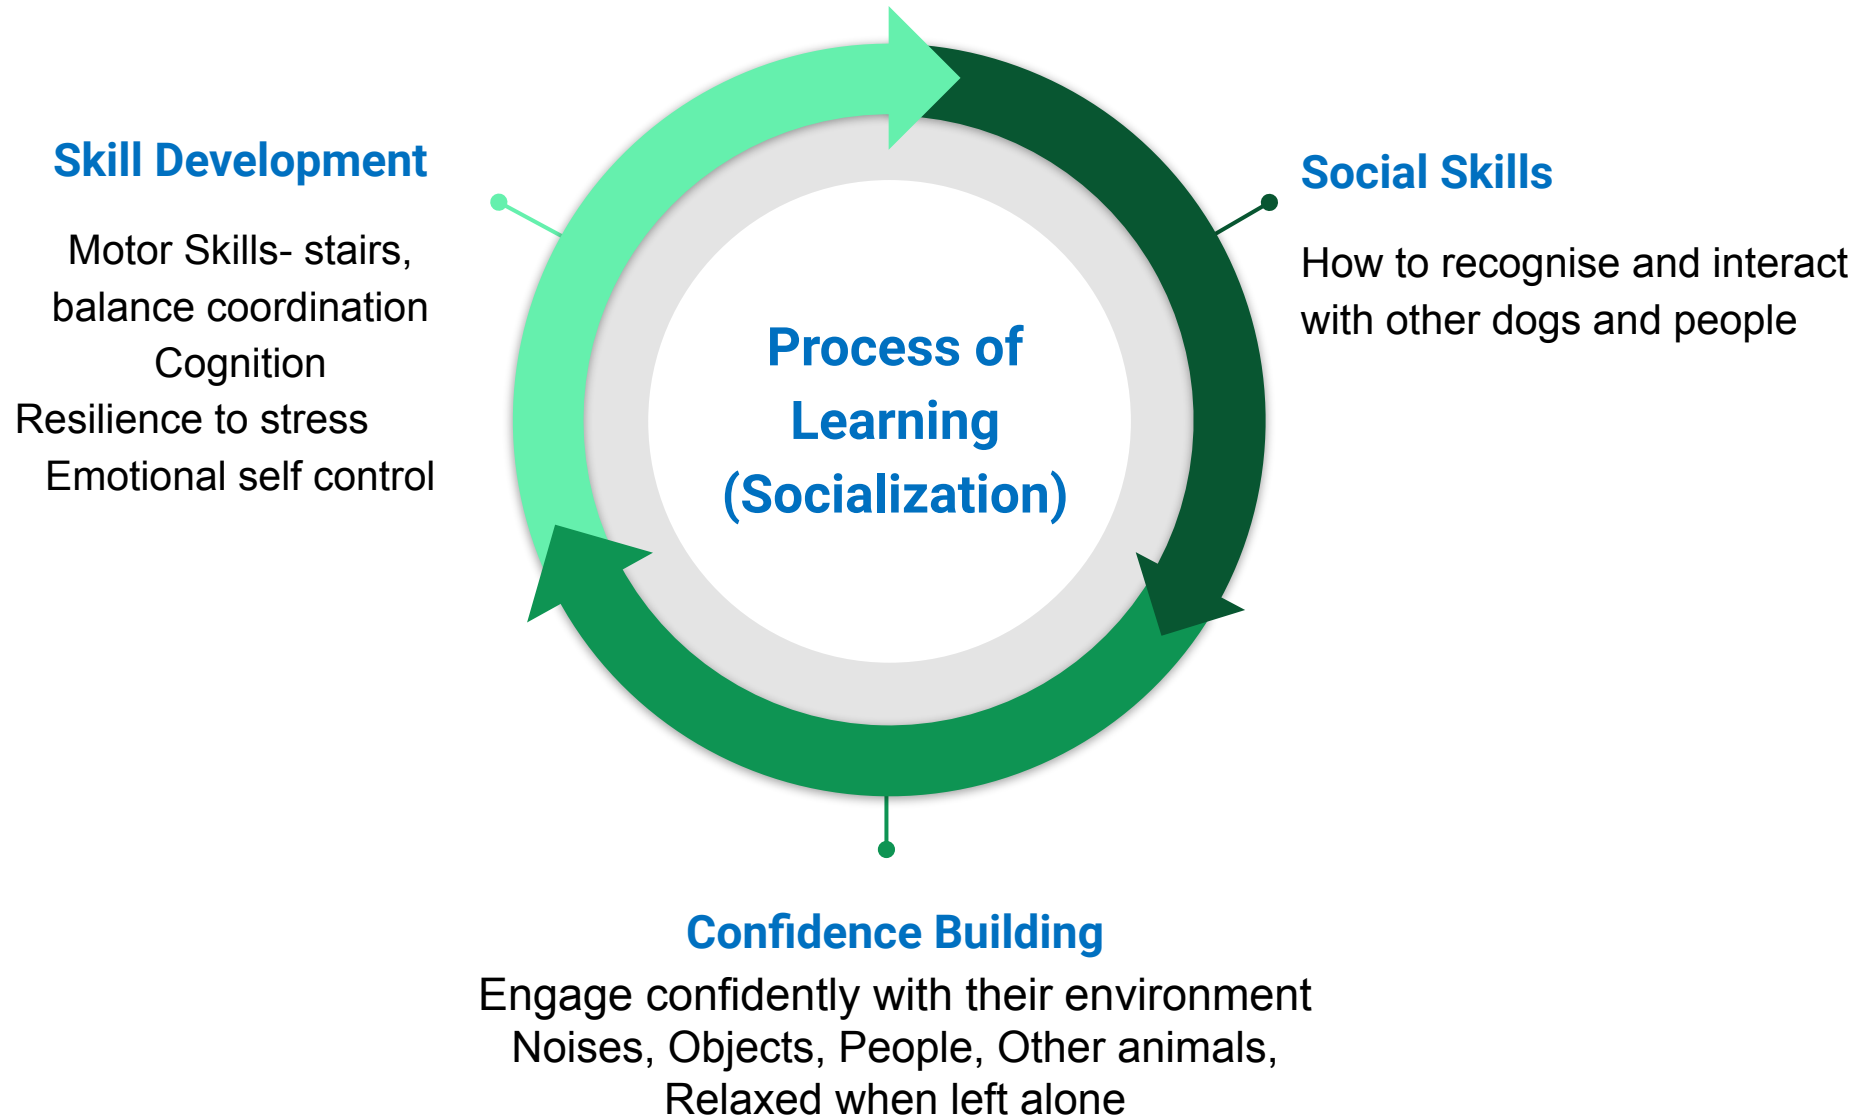 Skill Development
Motor Skills- stairs,
balance coordination
Cognition
Resilience to stress
Emotional self control
Process of
Learning
(Socialization)
Social Skills
How to recognise and interact
with other dogs and people
Confidence Building
Engage confidently with their environment
Noises, Objects, People, Other animals,
Relaxed when left alone